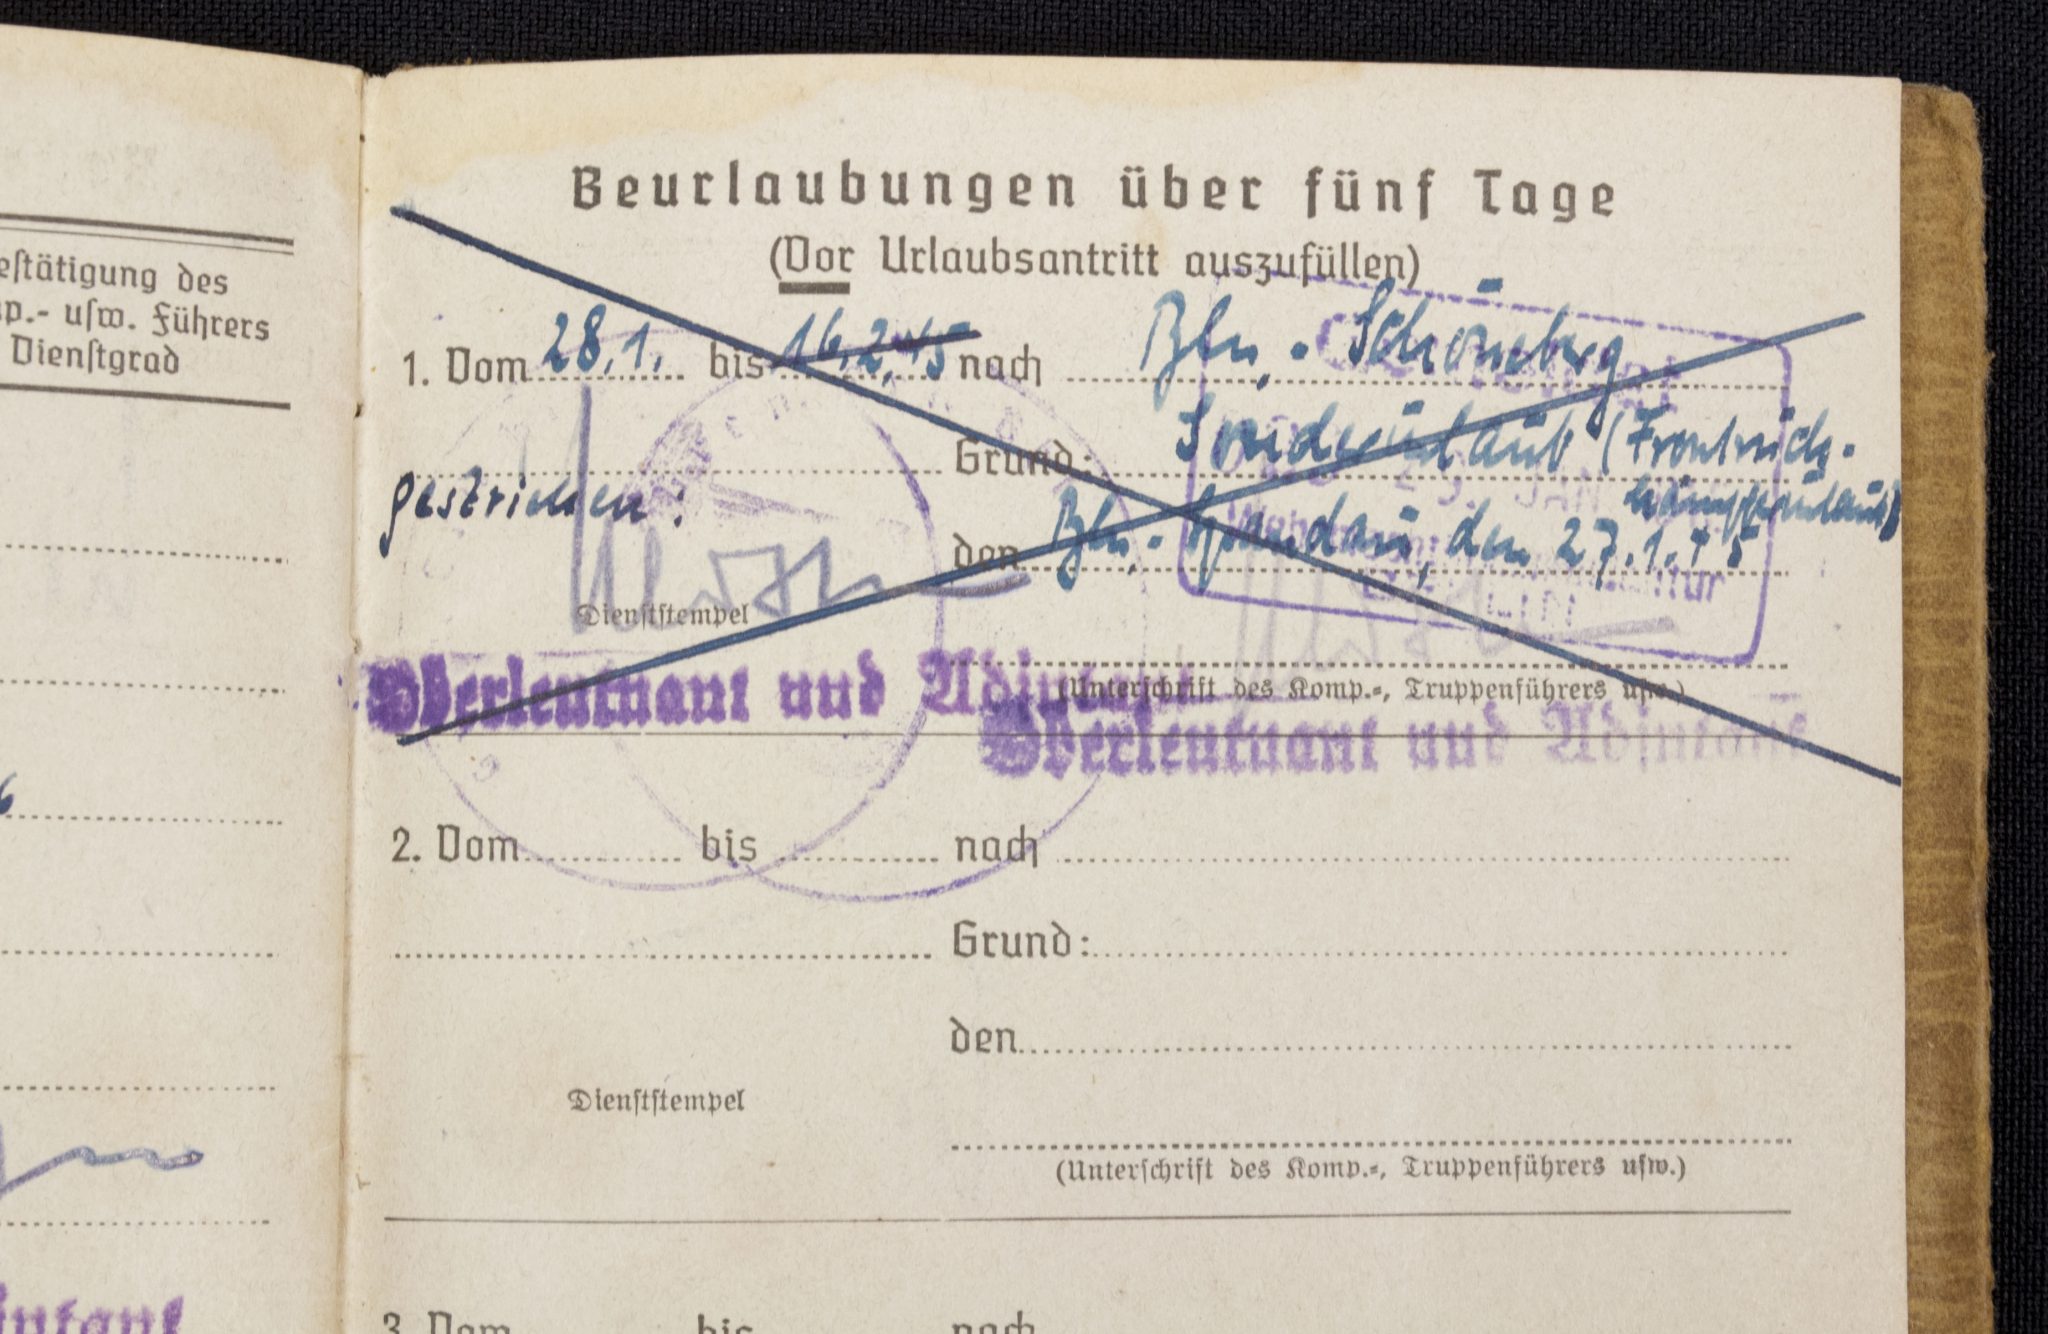 estätigung des
p.- usw. Führers
Dienstgrad
Beurlaubungen über fünf Tage
(Vor Urlaubsantritt auszufüllen)
1. Vom 28.1. bis 16.2.45 nach Bln.- Schöneberg
Grund: Sonderurlaub (Frontnich-
gestrichen: kämpferurlaub)
den Bln.- Spandau, den 27.1.45
Dienststempel
(Unterschrift des Komp.-, Truppenführers usw.)
Oberleutnant und Adjutant
Oberleutnant und Adjutant
2. Vom bis nach
Grund:
den
Dienststempel
(Unterschrift des Komp.-, Truppenführers usw.)
3. Vom bis nach